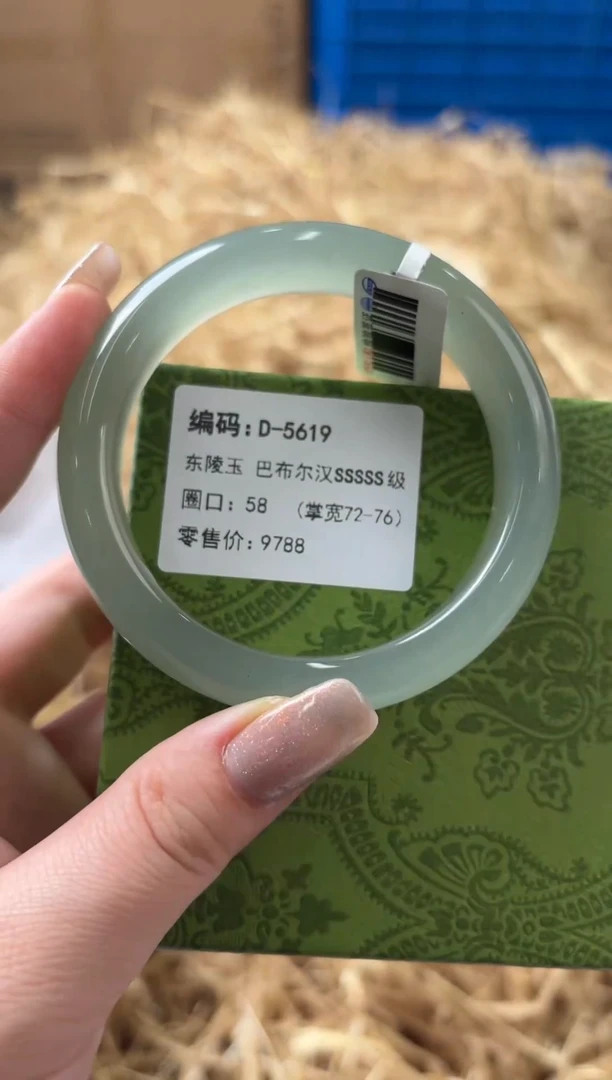 编码:D-5619
东陵玉 巴布尔汉SSSSS级
圈口：58 （掌宽72-76）
零售价:9788